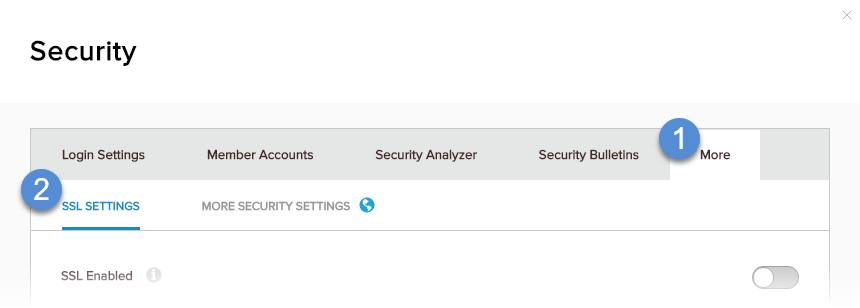 Security
Login Settings Member Accounts Security Analyzer Security Bulletins 1 More
2 SSL SETTINGS MORE SECURITY SETTINGS
SSL Enabled i